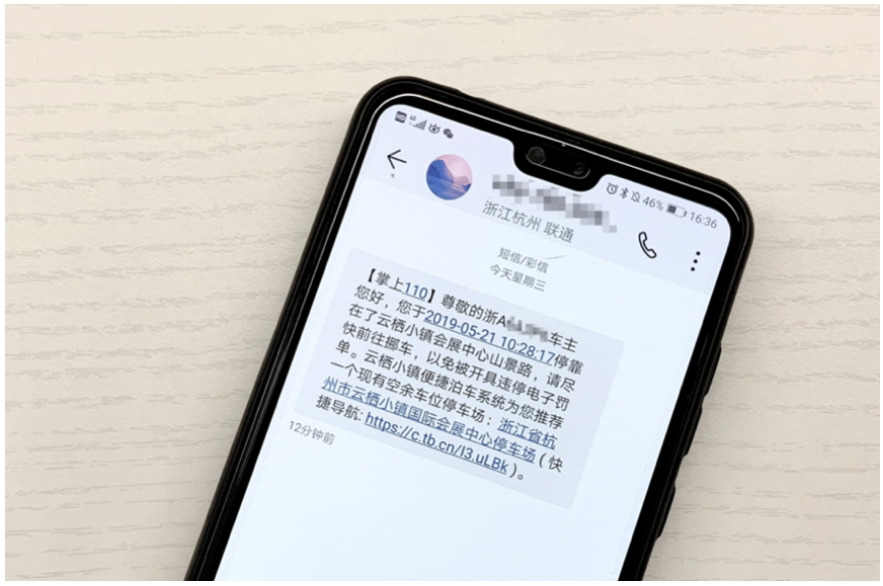 HD 46% 16:36
浙江杭州 联通
短信/彩信
今天星期三
【掌上110】尊敬的浙A车主
您好，您于2019-05-21 10:28:17停靠
在了云栖小镇会展中心山景路，请尽
快前往挪车，以免被开具违停电子罚
单。云栖小镇便捷泊车系统为您推荐
一个现有空余车位停车场：浙江省杭
州市云栖小镇国际会展中心停车场（快
捷导航: https://c.tb.cn/I3.uLBk )。
12分钟前